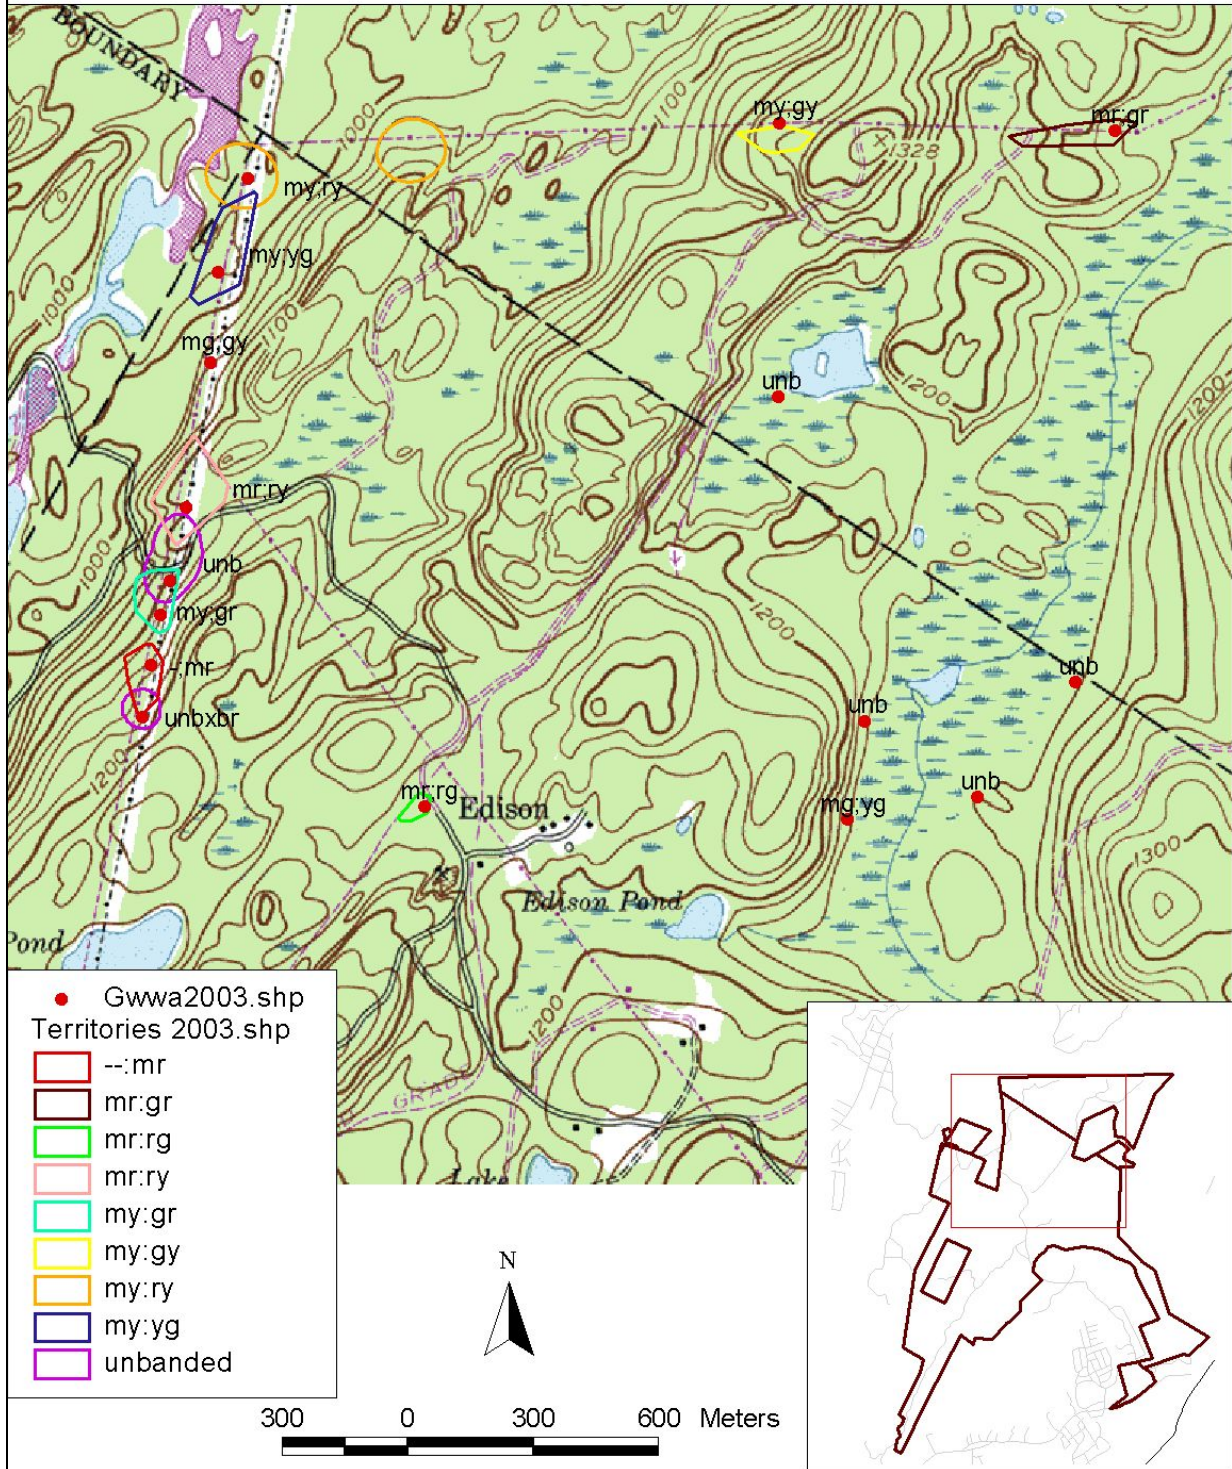 BOUNDARY
1000
1100
my;gy
mr;gr
×1328
my;ry
my;yg
1000
1100
mg;gy
unb
1200
1200
mr;ry
unb
1000
my;gr
1200
-;mr
unb
unb
unbxbr
1200
mr;rg
Edison
unb
mg;yg
1300
Edison Pond
Pond
1200
GRADE
Lake
Gwwa2003.shp
Territories 2003.shp
--:mr
mr:gr
mr:rg
mr:ry
my:gr
my:gy
my:ry
my:yg
unbanded
N
300 0 300 600 Meters